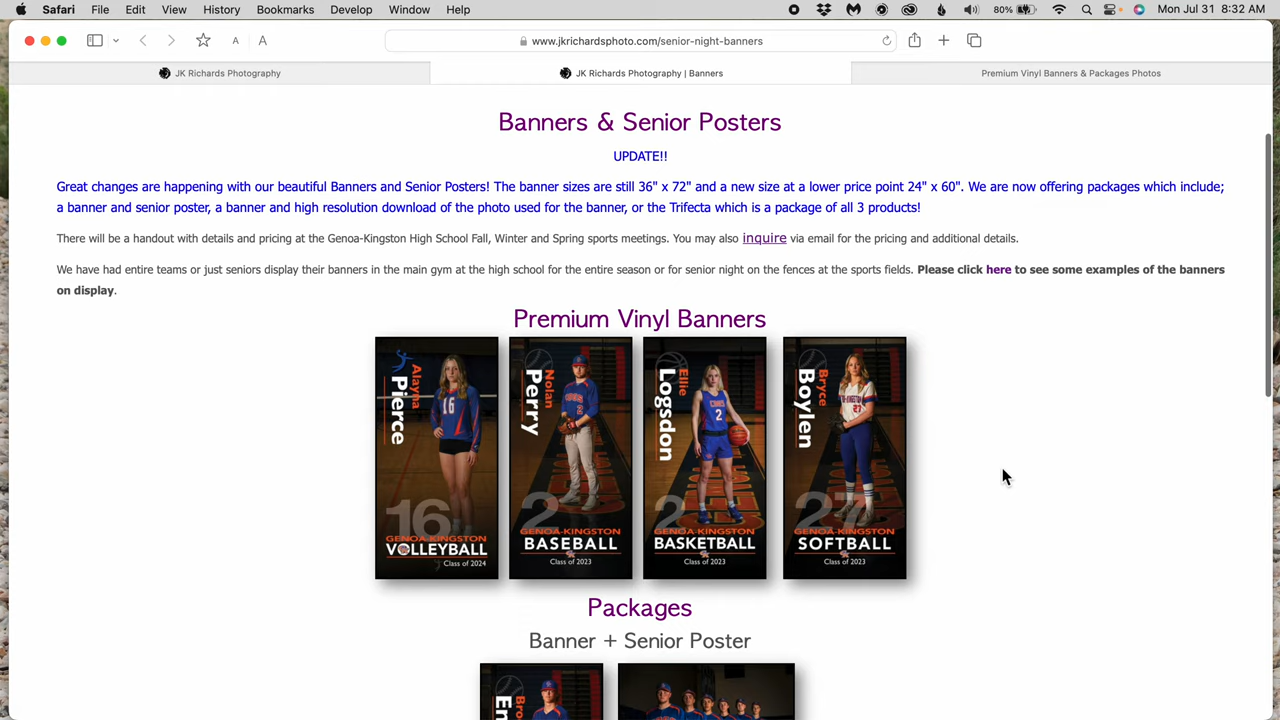 Safari File Edit View History Bookmarks Develop Window Help 80% Mon Jul 31 8:32 AM
A A www.jkrichardsphoto.com/senior-night-banners
JK Richards Photography JK Richards Photography | Banners Premium Vinyl Banners & Packages Photos
Banners & Senior Posters
UPDATE!!
Great changes are happening with our beautiful Banners and Senior Posters! The banner sizes are still 36" x 72" and a new size at a lower price point 24" x 60". We are now offering packages which include;
a banner and senior poster, a banner and high resolution download of the photo used for the banner, or the Trifecta which is a package of all 3 products!
There will be a handout with details and pricing at the Genoa-Kingston High School Fall, Winter and Spring sports meetings. You may also inquire via email for the pricing and additional details.
We have had entire teams or just seniors display their banners in the main gym at the high school for the entire season or for senior night on the fences at the sports fields. Please click here to see some examples of the banners
on display.
Premium Vinyl Banners
Alayna
Pierce
16
16
GENOA-KINGSTON
VOLLEYBALL
Class of 2024
Nolan
Perry
2
2
GENOA-KINGSTON
BASEBALL
Class of 2023
Ellie
Logsdon
2
2
GENOA-KINGSTON
BASKETBALL
Class of 2023
Bryce
Boylen
27
27
GENOA-KINGSTON
SOFTBALL
Class of 2023
Packages
Banner + Senior Poster